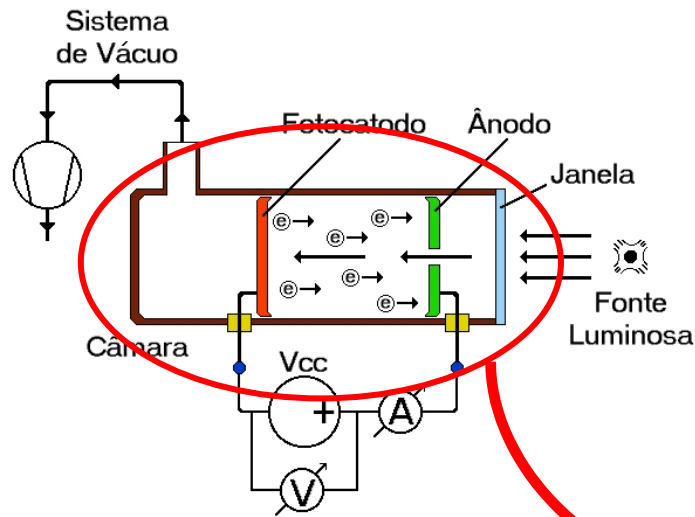 Sistema
de Vácuo
Fotocatodo
Ânodo
Janela
e
e
e
e
e
e
Fonte
Luminosa
Câmara
Vcc
+
A
V